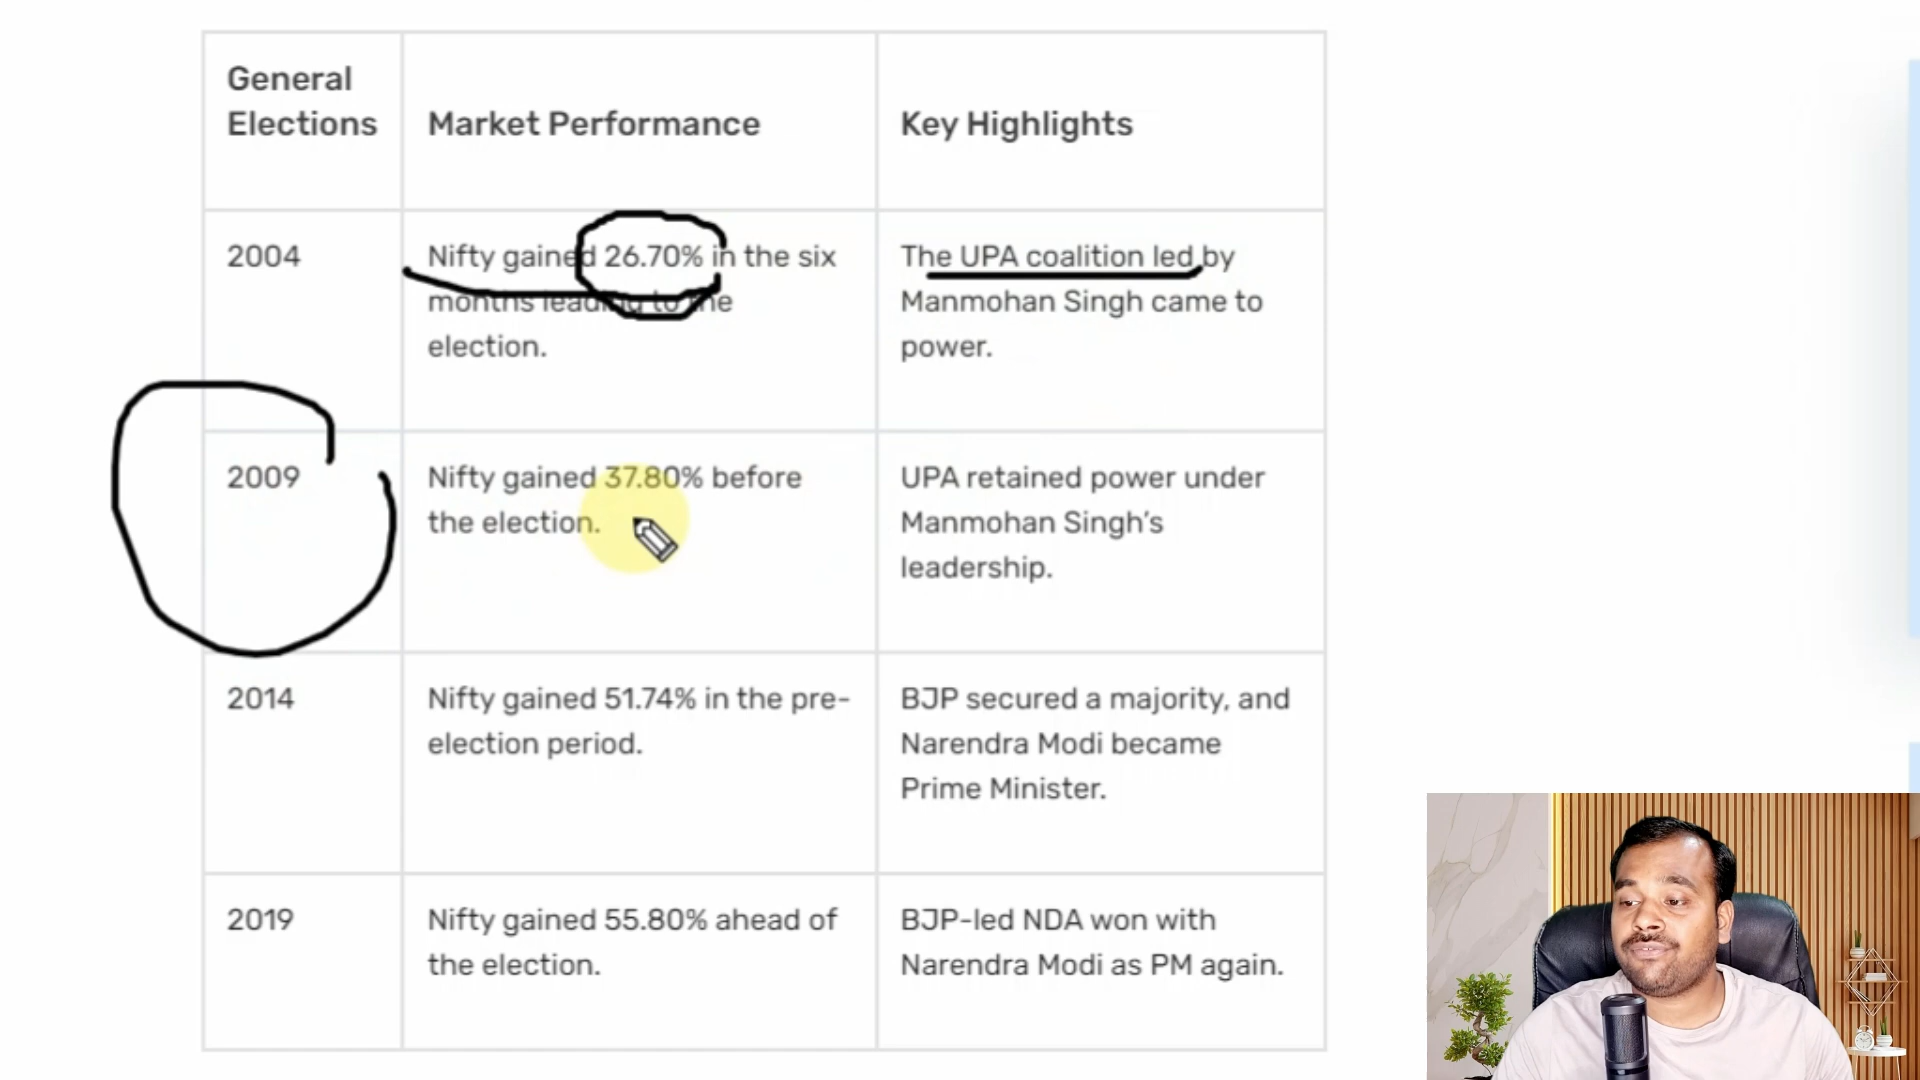 General
Elections
Market Performance
Key Highlights
2004
Nifty gained 26.70% in the six
months leading to the
election.
The UPA coalition led by
Manmohan Singh came to
power.
2009
Nifty gained 37.80% before
the election.
UPA retained power under
Manmohan Singh's
leadership.
2014
Nifty gained 51.74% in the pre-
election period.
BJP secured a majority, and
Narendra Modi became
Prime Minister.
2019
Nifty gained 55.80% ahead of
the election.
BJP-led NDA won with
Narendra Modi as PM again.